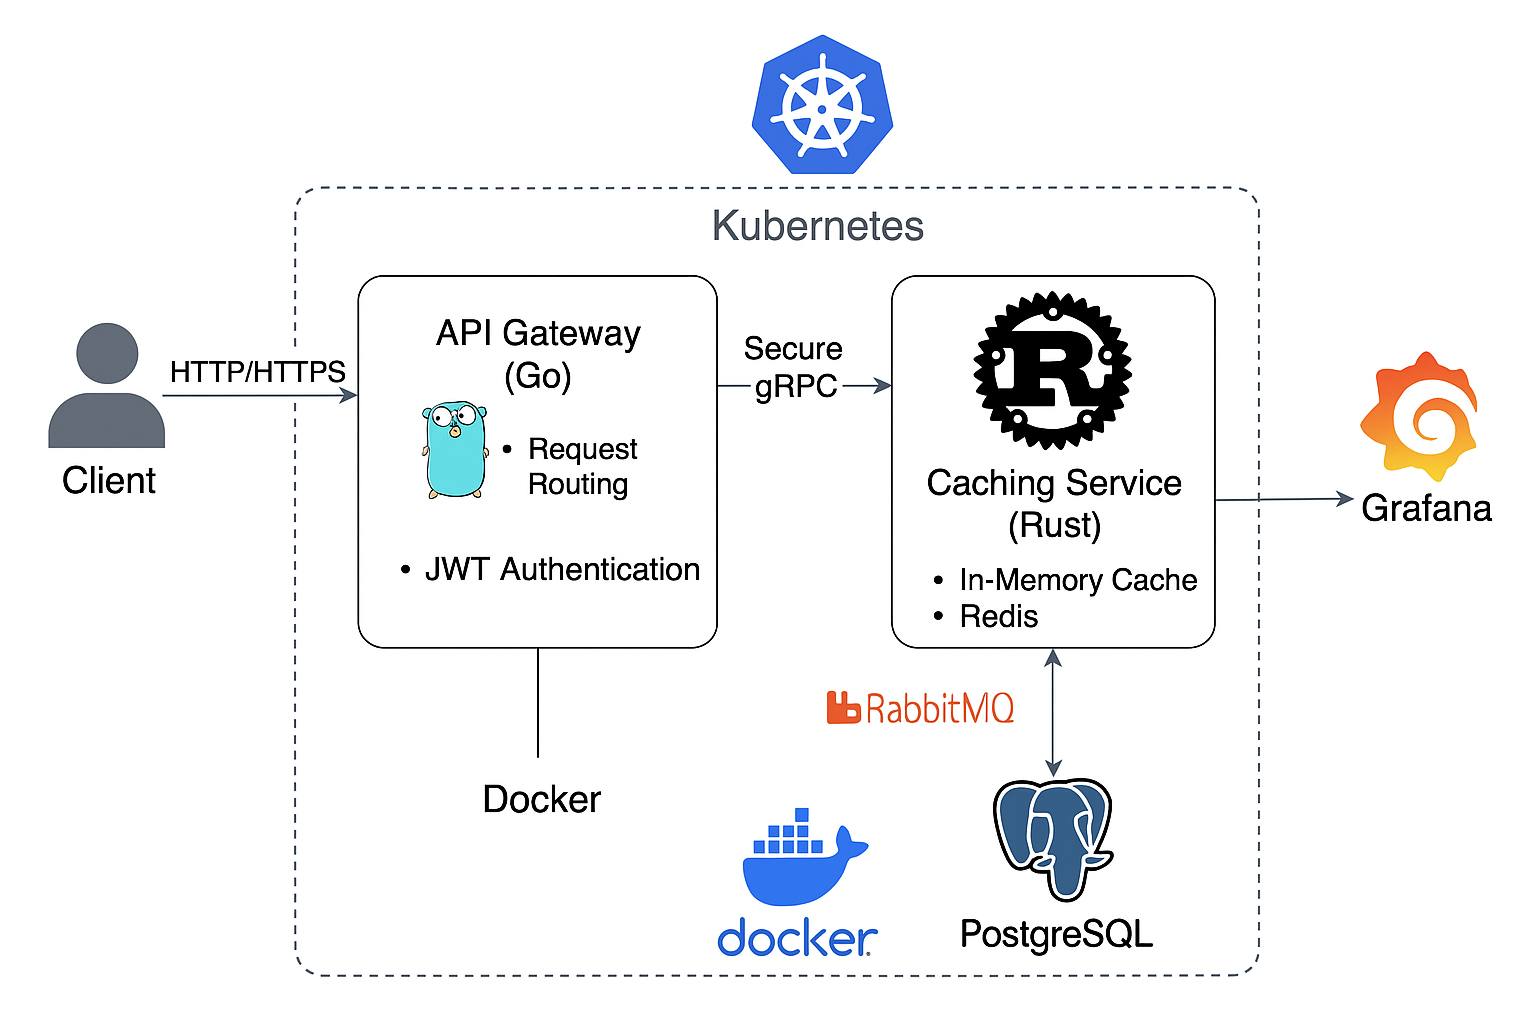 Kubernetes
HTTP/HTTPS
Client
API Gateway
(Go)
• Request
Routing
• JWT Authentication
Secure
gRPC
R
Caching Service
(Rust)
• In-Memory Cache
• Redis
Grafana
RabbitMQ
Docker
docker
PostgreSQL